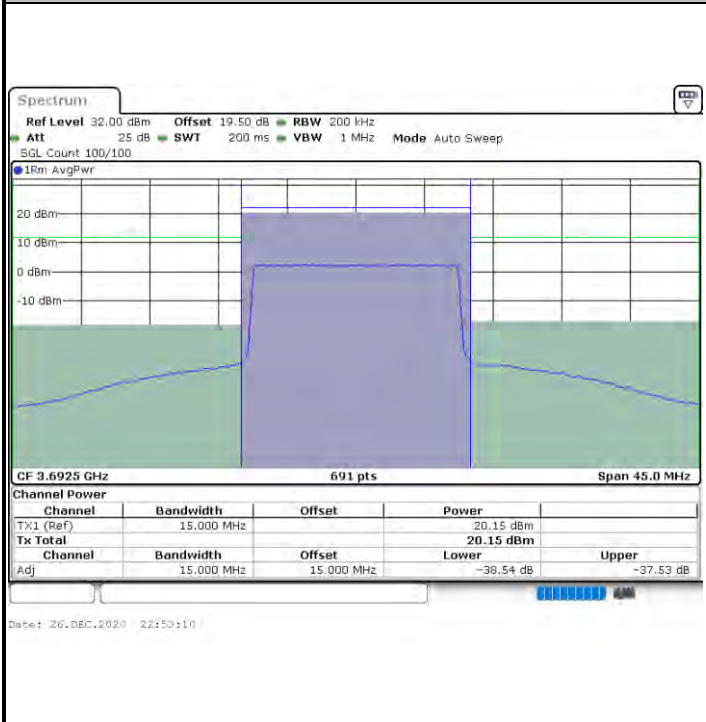 Spectrum
Ref Level 32.00 dBm Offset 19.50 dB RBW 200 kHz
Att 25 dB SWT 200 ms VBW 1 MHz Mode Auto Sweep
SGL Count 100/100
1Rm AvgPwr
20 dBm
10 dBm
0 dBm
-10 dBm
CF 3.6925 GHz 691 pts Span 45.0 MHz
Channel Power
Channel Bandwidth Offset Power
TX1 (Ref) 15.000 MHz 20.15 dBm
Tx Total 20.15 dBm
Channel Bandwidth Offset Lower Upper
Adj 15.000 MHz 15.000 MHz -38.54 dB -37.53 dB
Date: 26.DEC.2020 22:53:10